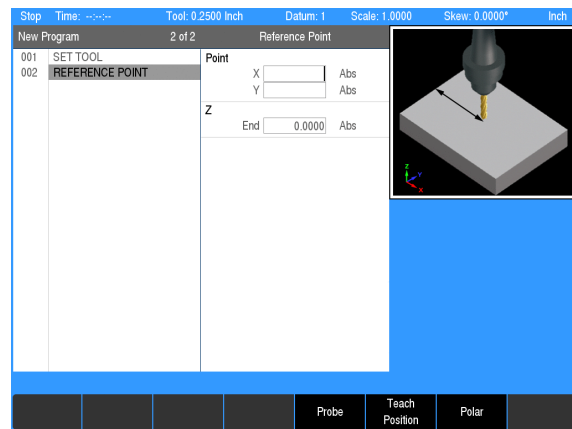 Stop Time: --:--:-- Tool: 0.2500 Inch Datum: 1 Scale: 1.0000 Skew: 0.0000° Inch
New Program 2 of 2 Reference Point
001 SET TOOL
002 REFERENCE POINT
Point
X Abs
Y Abs
Z
End 0.0000 Abs
Z
Y
X
Probe
Teach Position
Polar